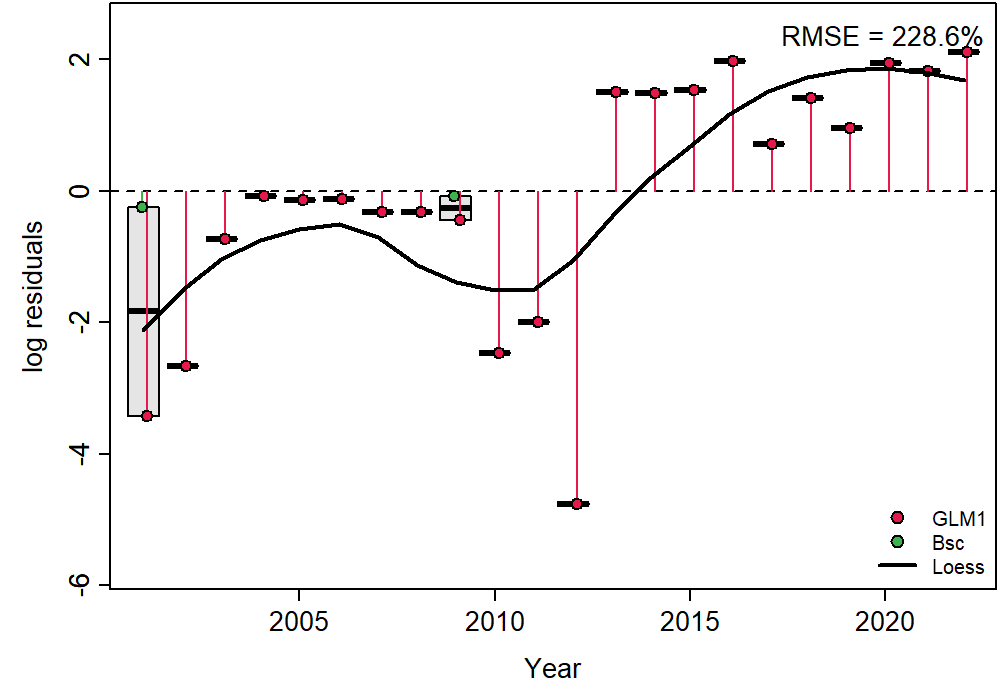 RMSE = 228.6%
log residuals
2
0
-2
-4
-6
GLM1
Bsc
Loess
2005 2010 2015 2020
Year